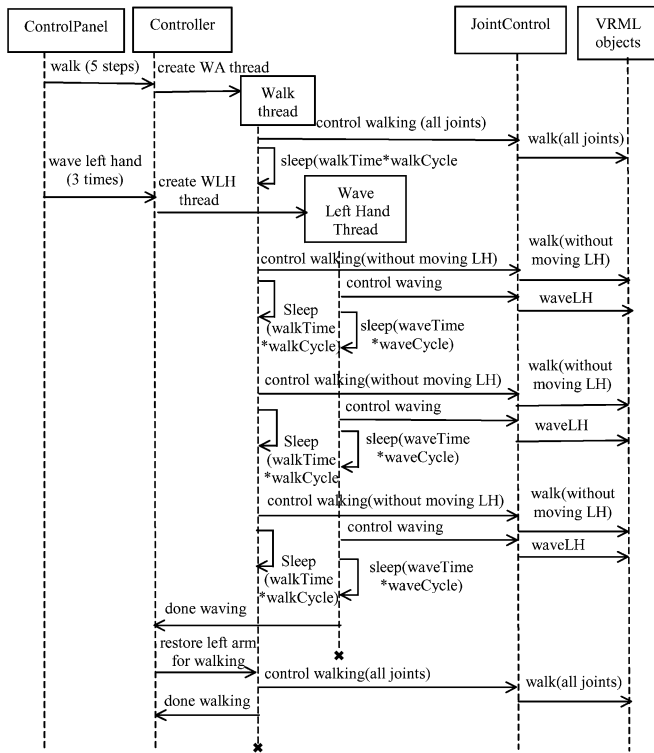 ControlPanel
Controller
JointControl
VRML
objects
walk (5 steps)
create WA thread
Walk
thread
control walking (all joints)
walk(all joints)
sleep(walkTime*walkCycle
wave left hand
(3 times)
create WLH
thread
Wave
Left Hand
Thread
control walking(without moving LH)
walk(without
moving LH)
control waving
waveLH
Sleep
(walkTime
*walkCycle)
sleep(waveTime
*waveCycle)
control walking(without moving LH)
walk(without
moving LH)
control waving
waveLH
Sleep
(walkTime
*walkCycle
sleep(waveTime
*waveCycle)
control walking(without moving LH)
walk(without
moving LH)
control waving
waveLH
Sleep
(walkTime
*walkCycle)
sleep(waveTime
*waveCycle)
done waving
restore left arm
for walking
control walking(all joints)
walk(all joints)
done walking